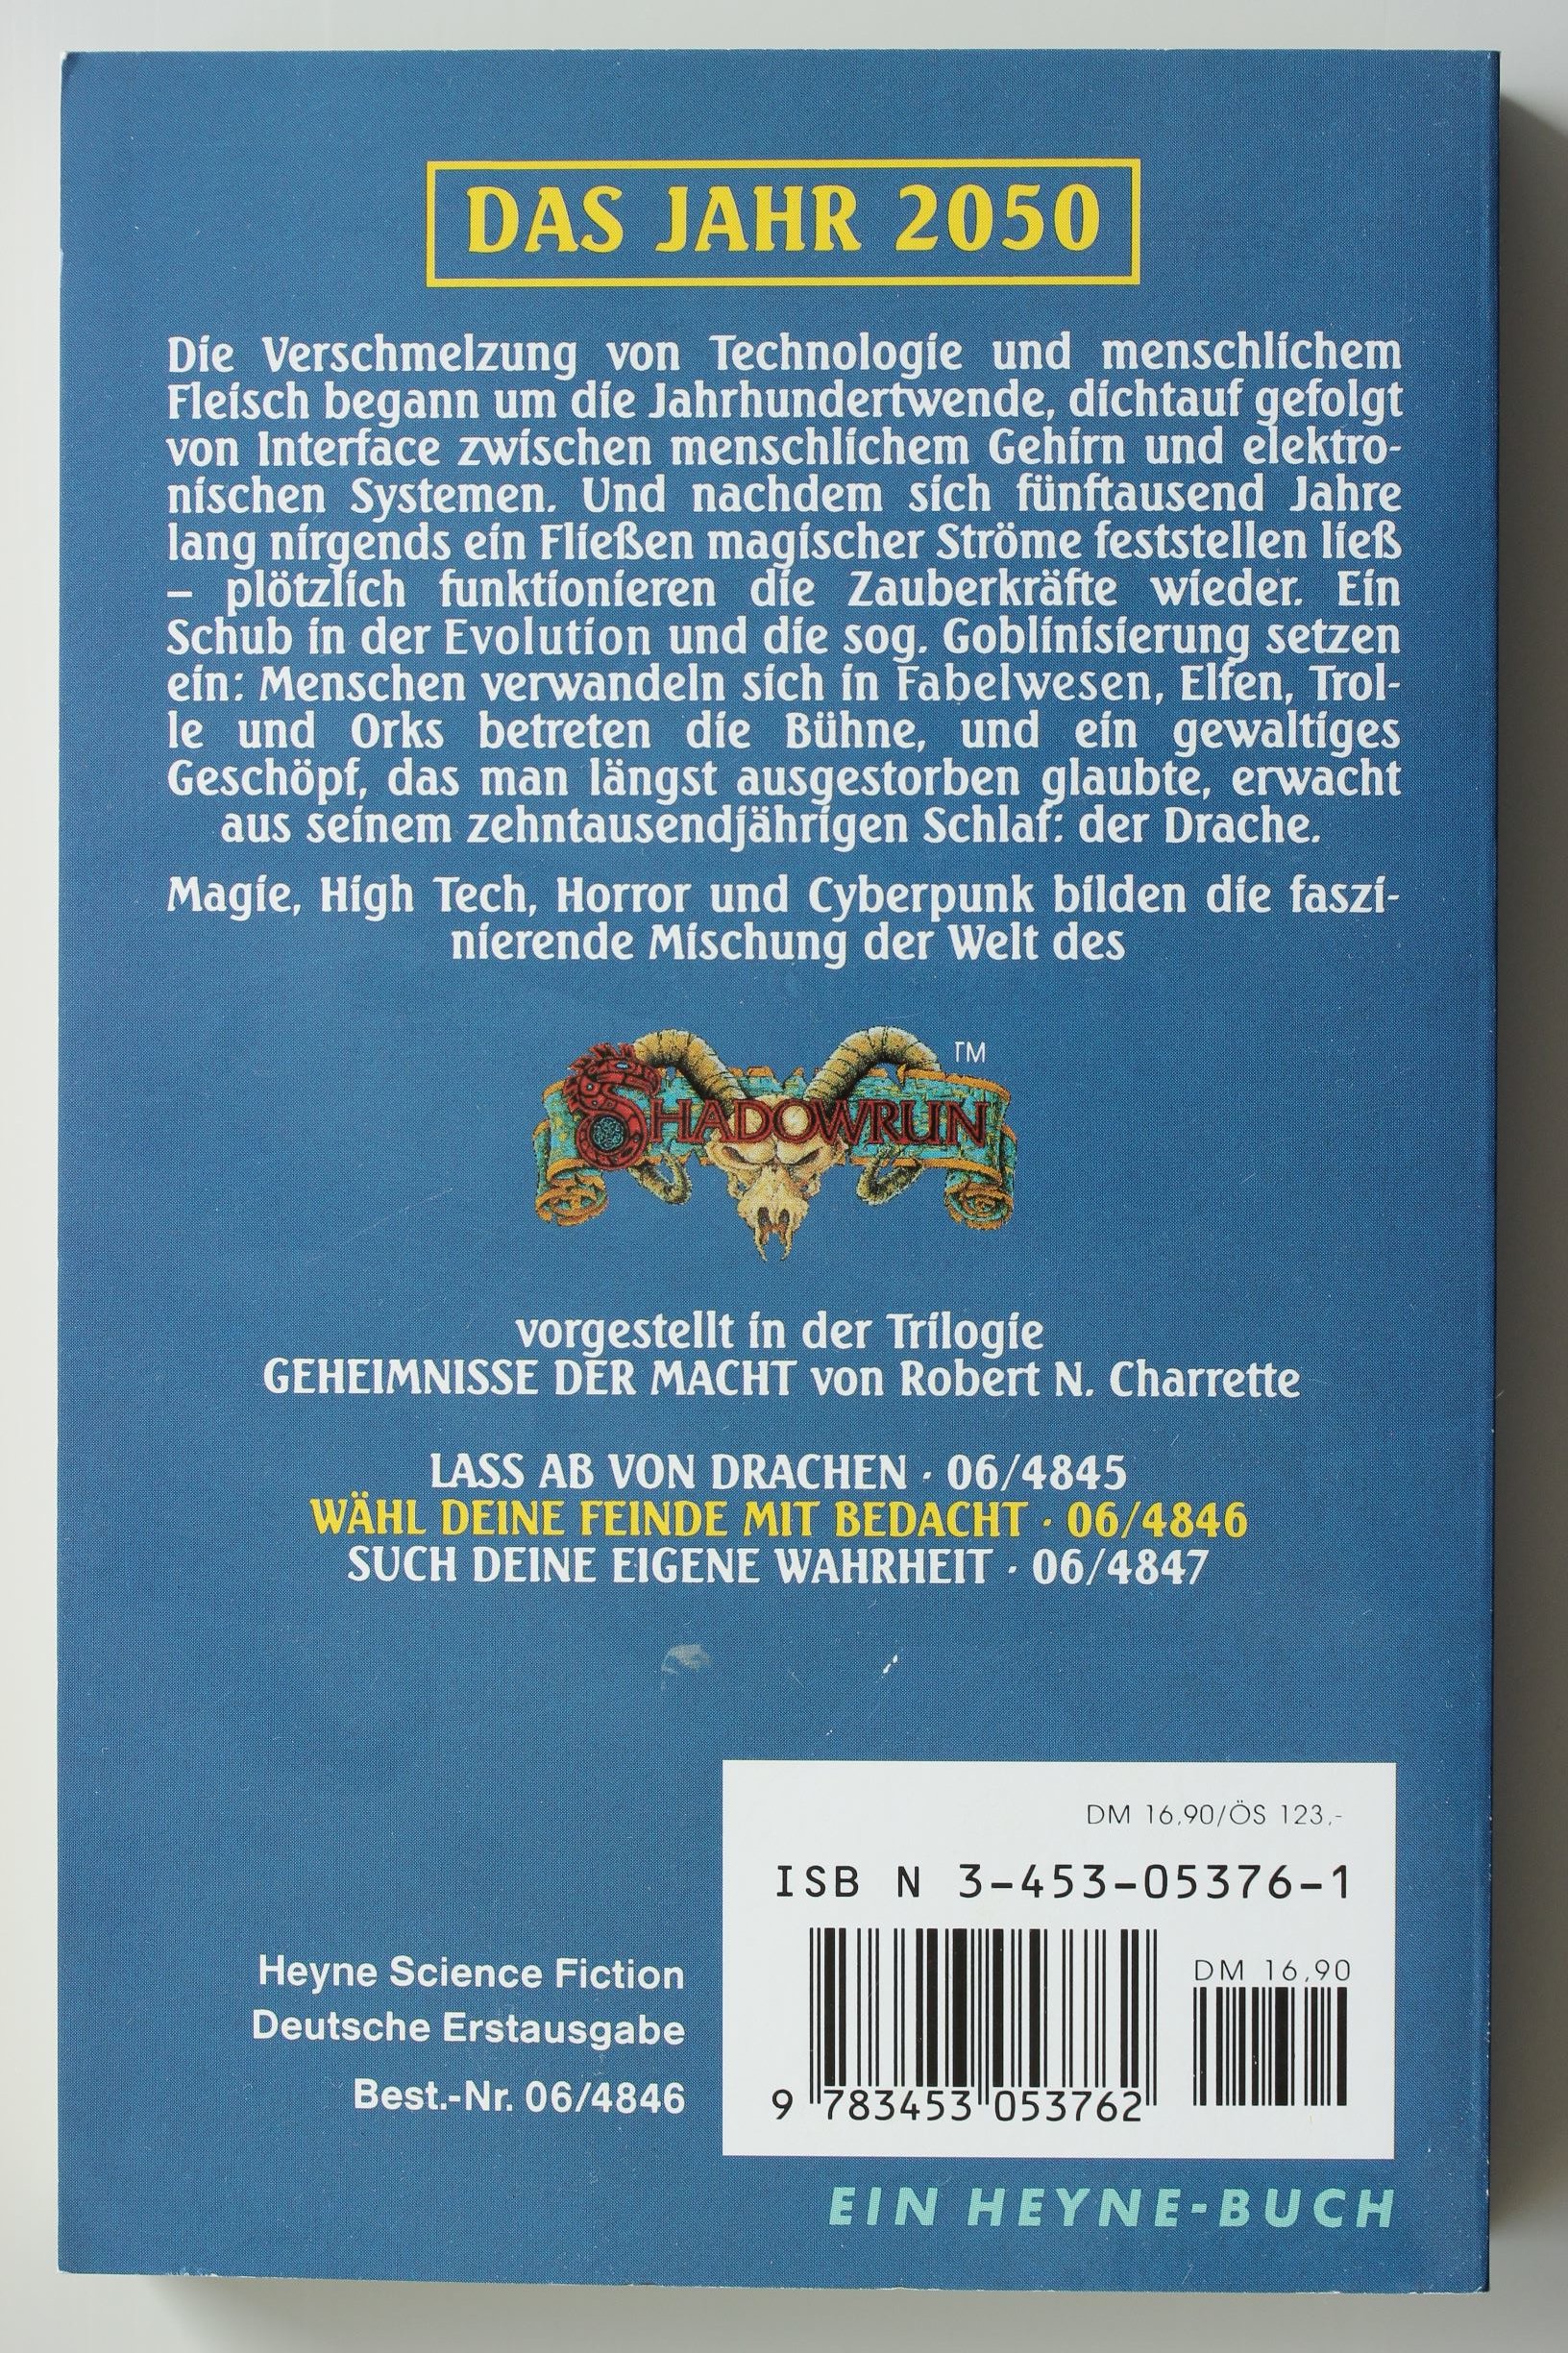 DAS JAHR 2050
Die Verschmelzung von Technologie und menschlichem
Fleisch begann um die Jahrhundertwende, dichtauf gefolgt
von Interface zwischen menschlichem Gehirn und elektro-
nischen Systemen. Und nachdem sich fünftausend Jahre
lang nirgends ein Fließen magischer Ströme feststellen ließ
– plötzlich funktionieren die Zauberkräfte wieder. Ein
Schub in der Evolution und die sog. Goblinisierung setzen
ein: Menschen verwandeln sich in Fabelwesen, Elfen, Trol-
le und Orks betreten die Bühne, und ein gewaltiges
Geschöpf, das man längst ausgestorben glaubte, erwacht
aus seinem zehntausendjährigen Schlaf: der Drache.
Magie, High Tech, Horror und Cyberpunk bilden die faszi-
nierende Mischung der Welt des
SHADOWRUN TM
vorgestellt in der Trilogie
GEHEIMNISSE DER MACHT von Robert N. Charrette
LASS AB VON DRACHEN · 06/4845
WÄHL DEINE FEINDE MIT BEDACHT · 06/4846
SUCH DEINE EIGENE WAHRHEIT · 06/4847
DM 16,90/ÖS 123,-
ISB N 3-453-05376-1
DM 16,90
9 783453 053762
Heyne Science Fiction
Deutsche Erstausgabe
Best.-Nr. 06/4846
EIN HEYNE-BUCH